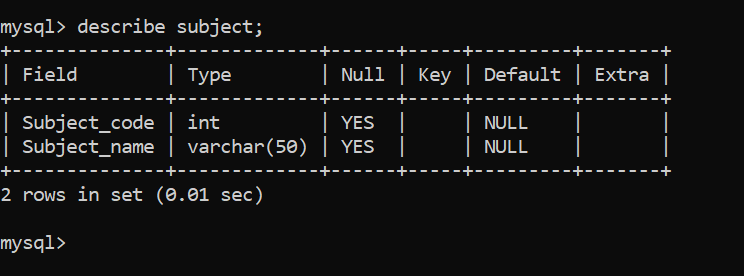 mysql> describe subject;
+--------------+-------------+------+-----+---------+-------+
| Field        | Type        | Null | Key | Default | Extra |
+--------------+-------------+------+-----+---------+-------+
| Subject_code | int         | YES  |     | NULL    |       |
| Subject_name | varchar(50) | YES  |     | NULL    |       |
+--------------+-------------+------+-----+---------+-------+
2 rows in set (0.01 sec)
mysql>